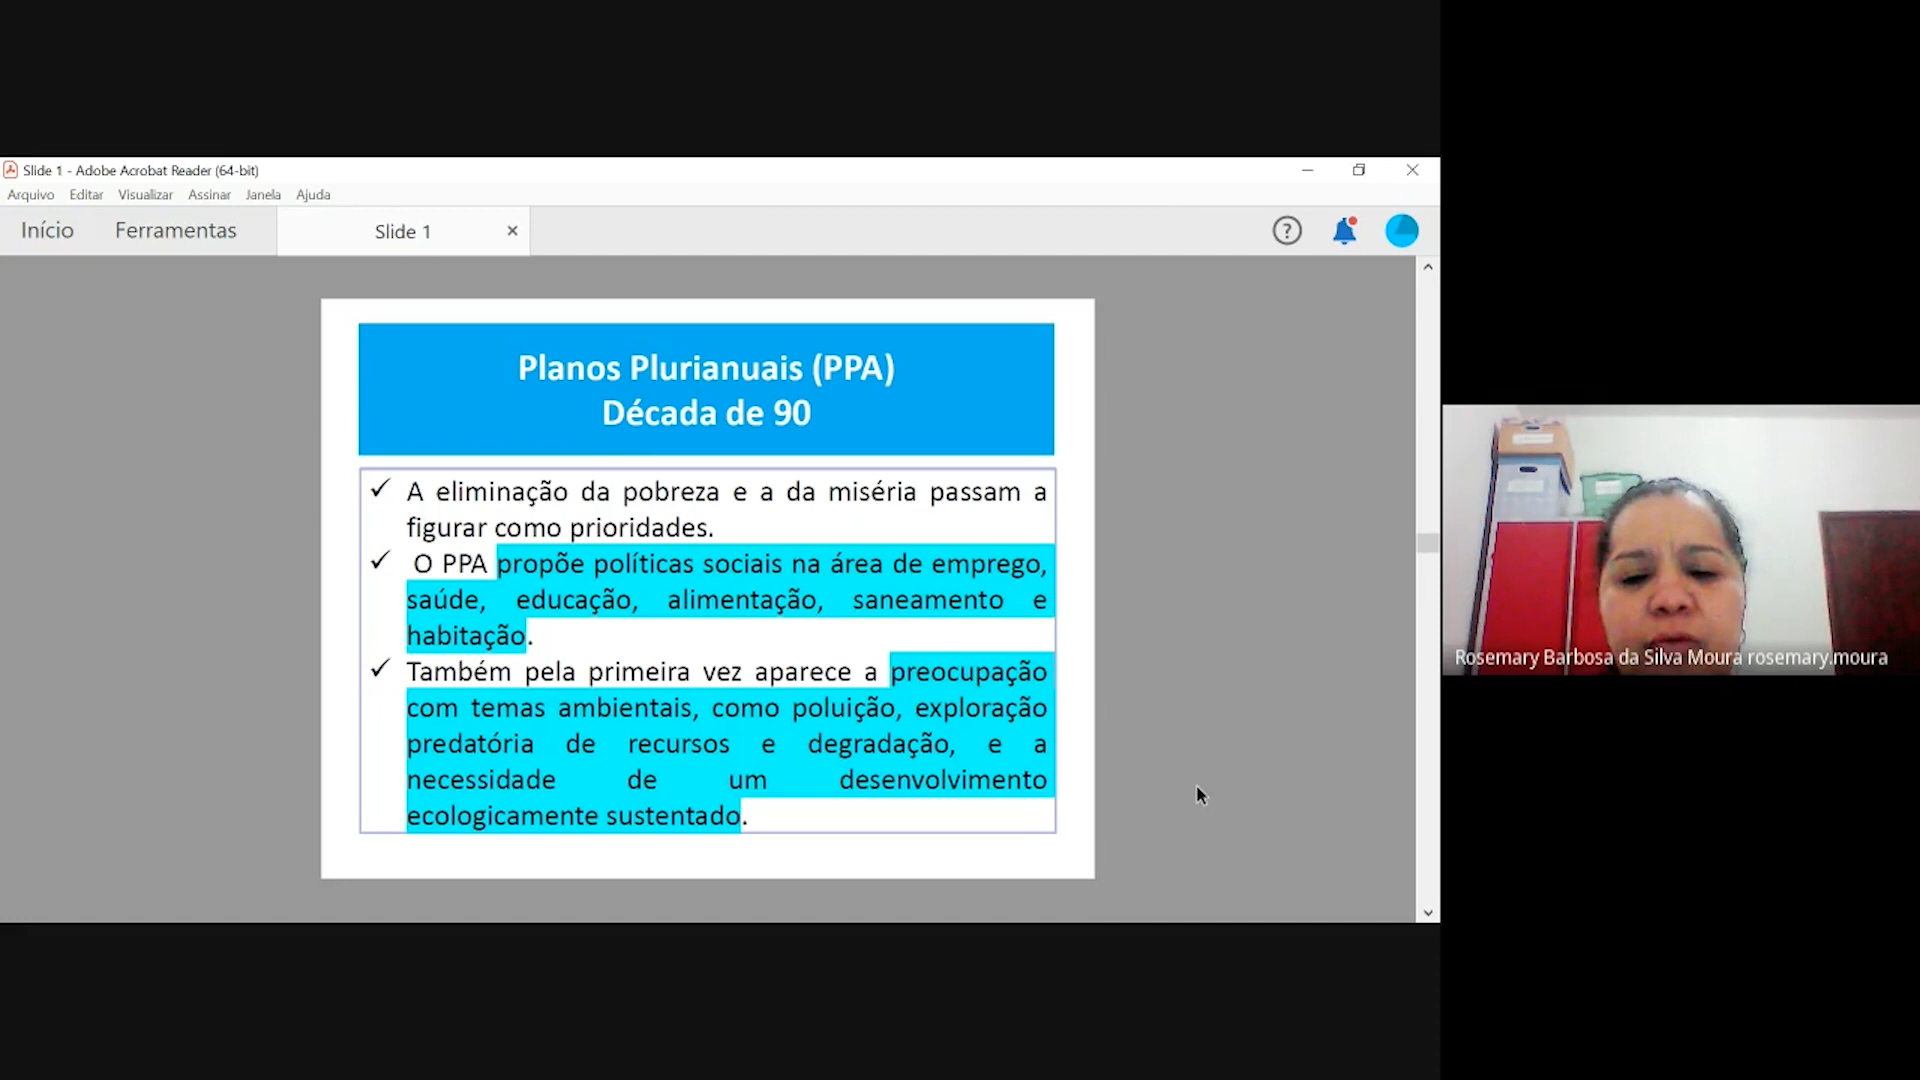 Slide 1 - Adobe Acrobat Reader (64-bit)
Arquivo Editar Visualizar Assinar Janela Ajuda
Início Ferramentas Slide 1
Planos Plurianuais (PPA)
Década de 90
✓ A eliminação da pobreza e a da miséria passam a
figurar como prioridades.
✓ O PPA propõe políticas sociais na área de emprego,
saúde, educação, alimentação, saneamento e
habitação.
✓ Também pela primeira vez aparece a preocupação
com temas ambientais, como poluição, exploração
predatória de recursos e degradação, e a
necessidade de um desenvolvimento
ecologicamente sustentado.
Rosemary Barbosa da Silva Moura rosemary.moura